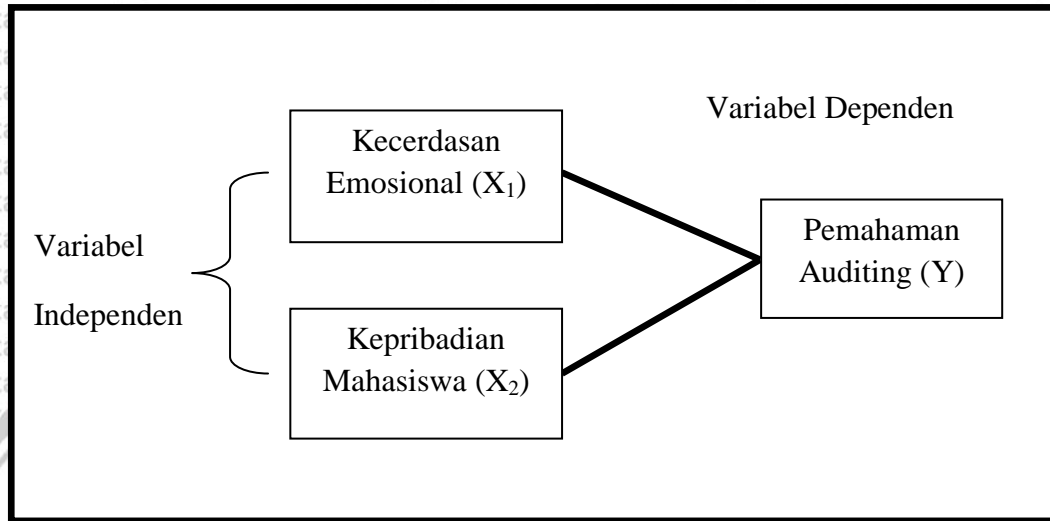 Variabel Dependen
Kecerdasan
Emosional (X₁)
Variabel
Independen
Pemahaman
Auditing (Y)
Kepribadian
Mahasiswa (X₂)